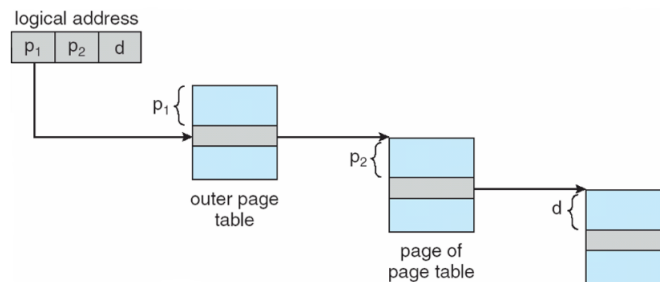 logical address
p₁ p₂ d
p₁
outer page
table
p₂
page of
page table
d